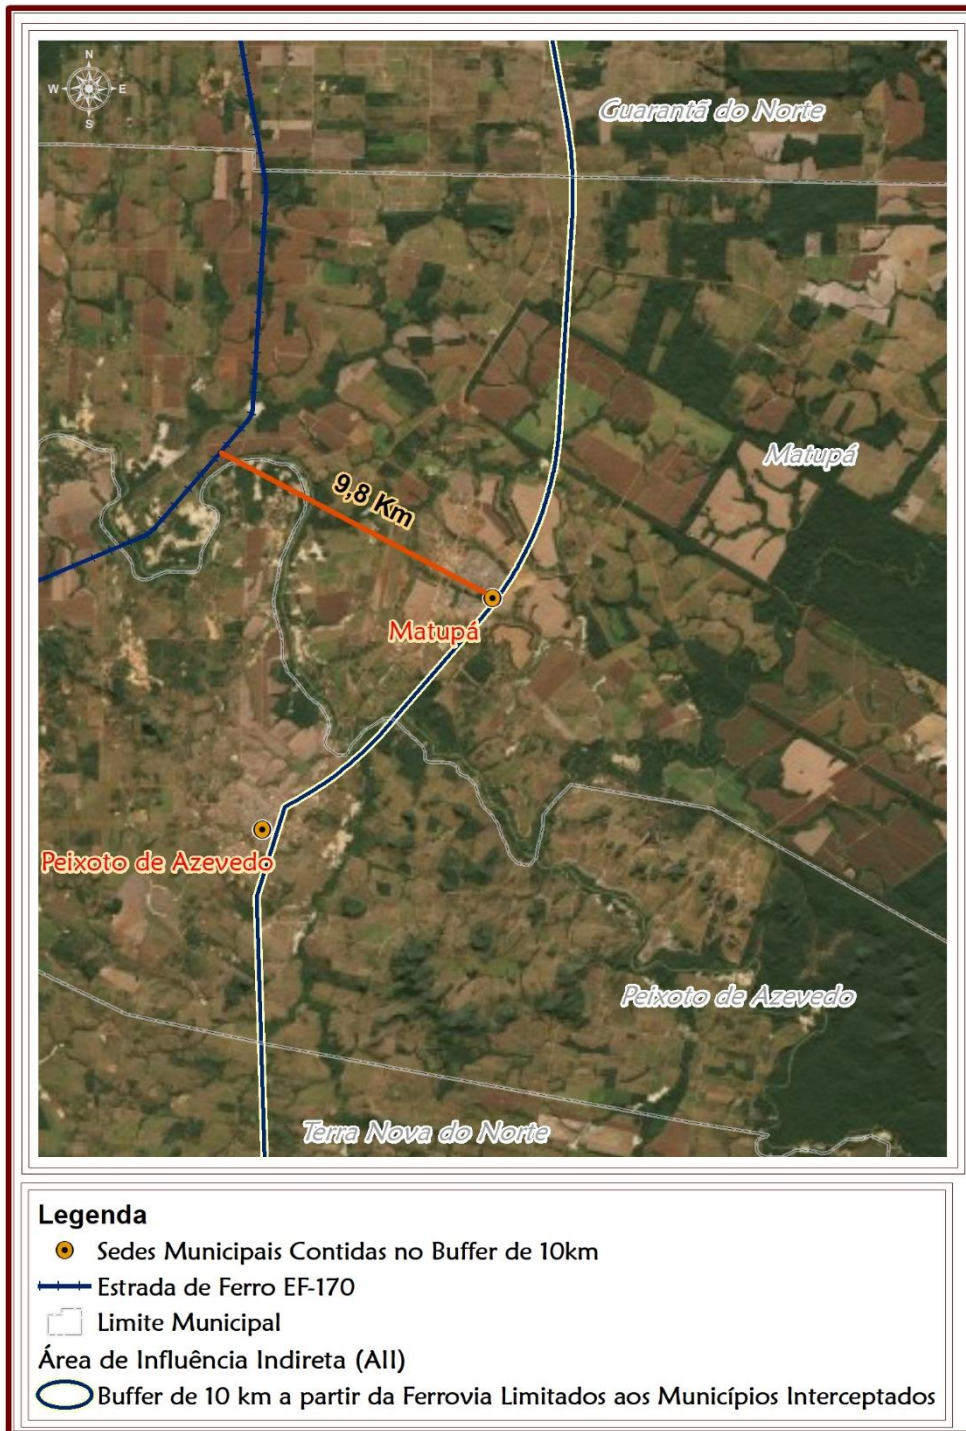 N
W E
S
Guarantã do Norte
Matupá
9,8 Km
Matupá
Peixoto de Azevedo
Peixoto de Azevedo
Terra Nova do Norte
Legenda
Sedes Municipais Contidas no Buffer de 10km
Estrada de Ferro EF-170
Limite Municipal
Área de Influência Indireta (AII)
Buffer de 10 km a partir da Ferrovia Limitados aos Municípios Interceptados